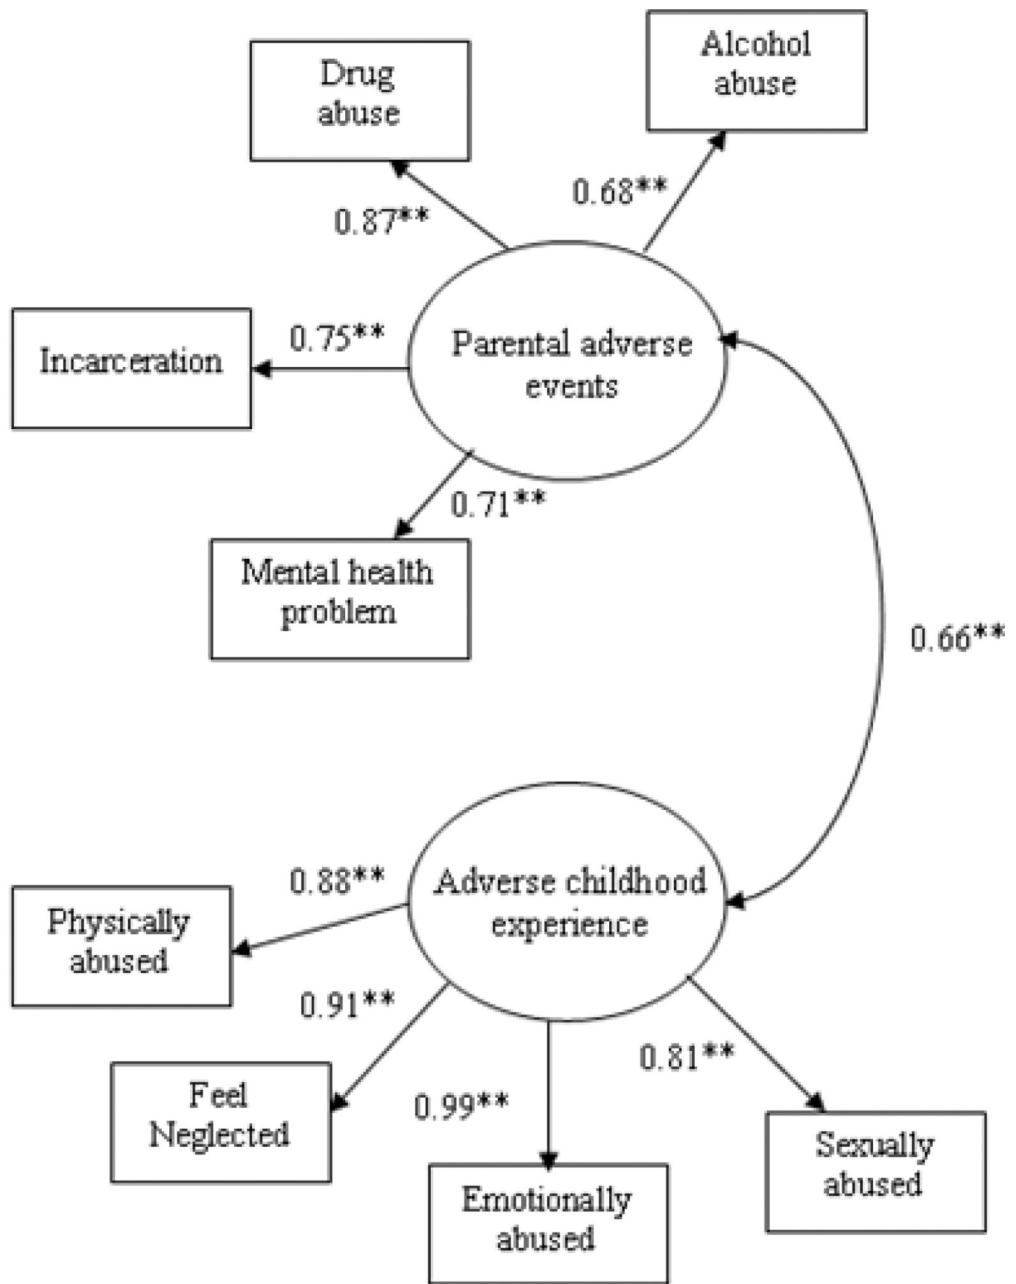 Drug
abuse
Alcohol
abuse
0.87**
0.68**
Incarceration
0.75**
Parental adverse
events
0.71**
Mental health
problem
0.66**
Adverse childhood
experience
0.88**
Physically
abused
0.91**
Feel
Neglected
0.99**
Emotionally
abused
0.81**
Sexually
abused